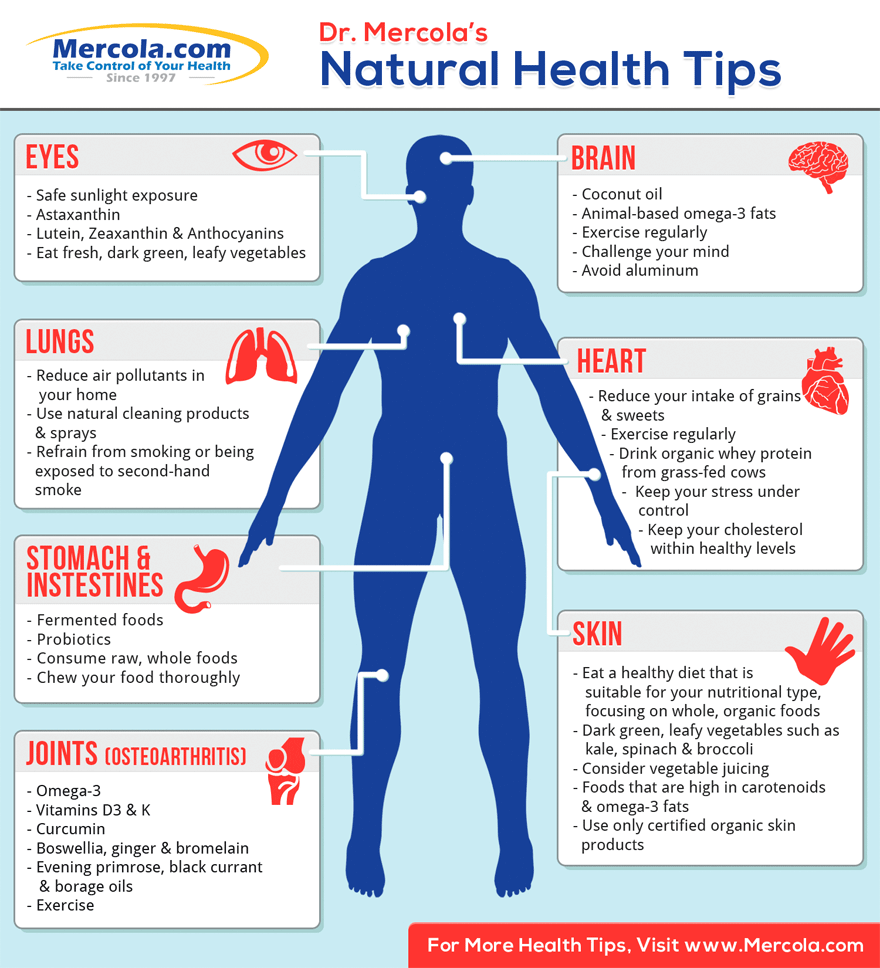 Mercola.com
Take Control of Your Health
Since 1997
Dr. Mercola's
Natural Health Tips
EYES
- Safe sunlight exposure
- Astaxanthin
- Lutein, Zeaxanthin & Anthocyanins
- Eat fresh, dark green, leafy vegetables
BRAIN
- Coconut oil
- Animal-based omega-3 fats
- Exercise regularly
- Challenge your mind
- Avoid aluminum
LUNGS
- Reduce air pollutants in
your home
- Use natural cleaning products
& sprays
- Refrain from smoking or being
exposed to second-hand
smoke
HEART
- Reduce your intake of grains
& sweets
- Exercise regularly
- Drink organic whey protein
from grass-fed cows
- Keep your stress under
control
- Keep your cholesterol
within healthy levels
STOMACH &
INSTESTINES
- Fermented foods
- Probiotics
- Consume raw, whole foods
- Chew your food thoroughly
SKIN
- Eat a healthy diet that is
suitable for your nutritional type,
focusing on whole, organic foods
- Dark green, leafy vegetables such as
kale, spinach & broccoli
- Consider vegetable juicing
- Foods that are high in carotenoids
& omega-3 fats
- Use only certified organic skin
products
JOINTS (OSTEOARTHRITIS)
- Omega-3
- Vitamins D3 & K
- Curcumin
- Boswellia, ginger & bromelain
- Evening primrose, black currant
& borage oils
- Exercise
For More Health Tips, Visit www.Mercola.com